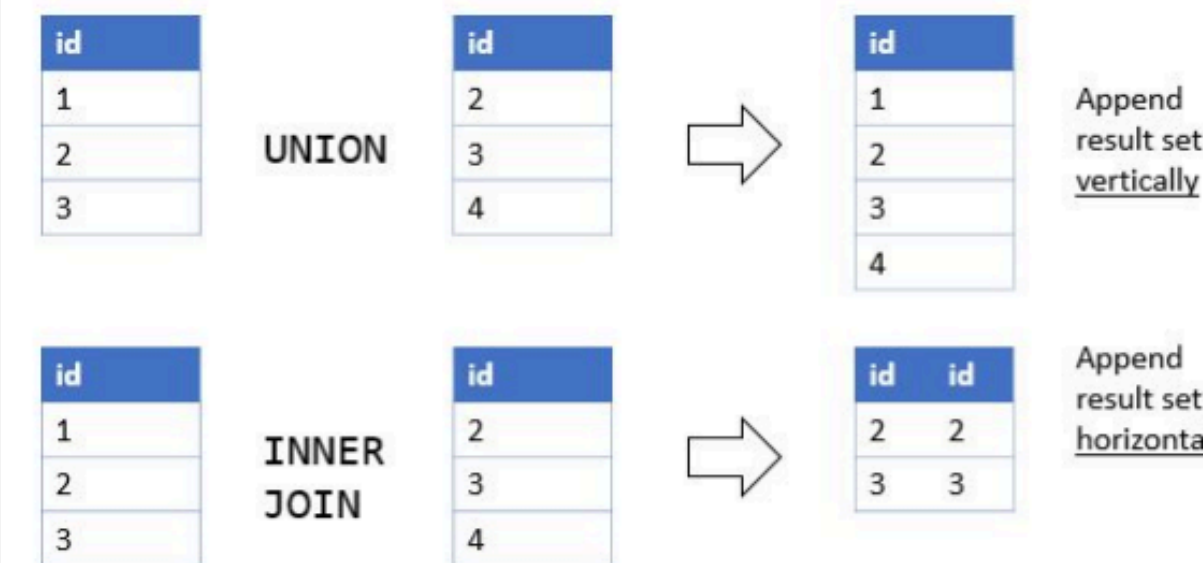 id
1
2
3
UNION
id
2
3
4
id
1
2
3
4
Append
result set
vertically
id
1
2
3
INNER
JOIN
id
2
3
4
id id
2 2
3 3
Append
result set
horizonta